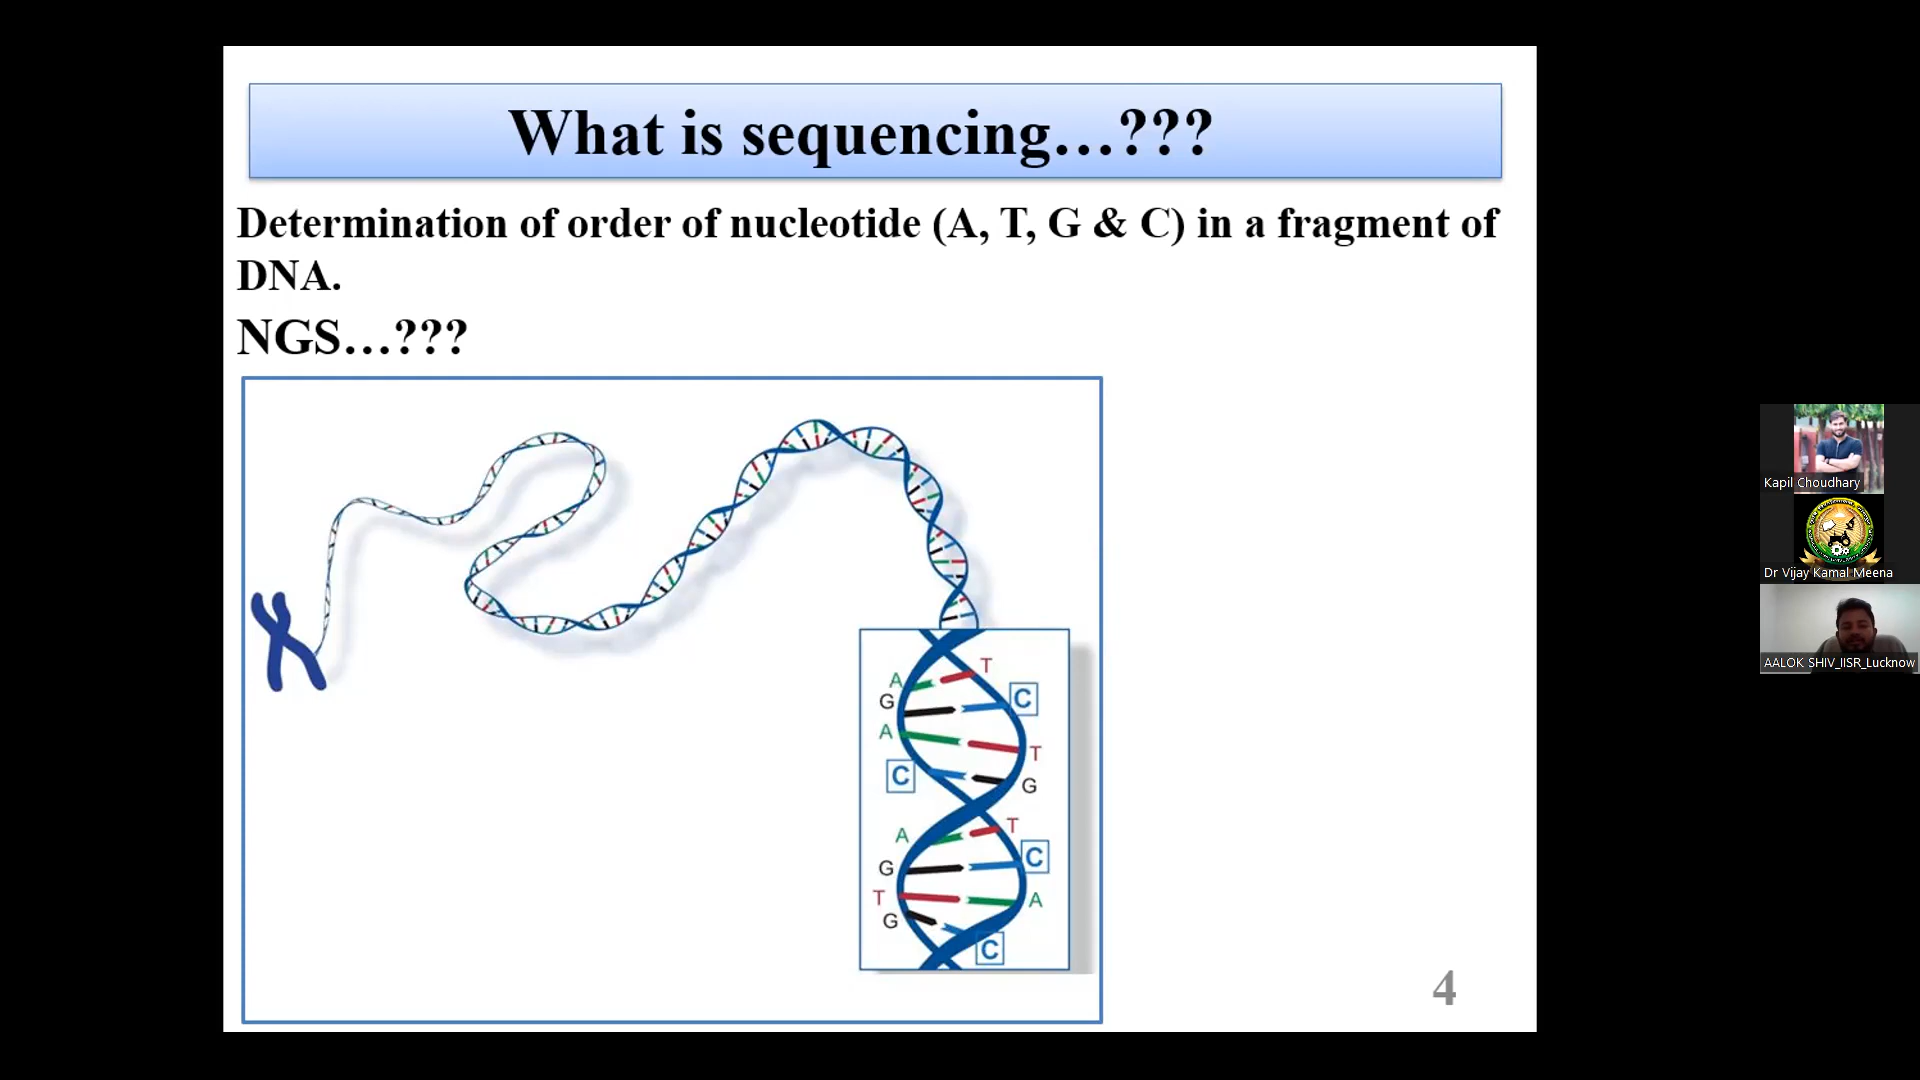 What is sequencing...???
Determination of order of nucleotide (A, T, G & C) in a fragment of
DNA.
NGS...???
A T
G C
A T
C G
A T
G C
T A
G C
4
Kapil Choudhary
Dr Vijay Kamal Meena
AALOK SHIV_IISR_Lucknow